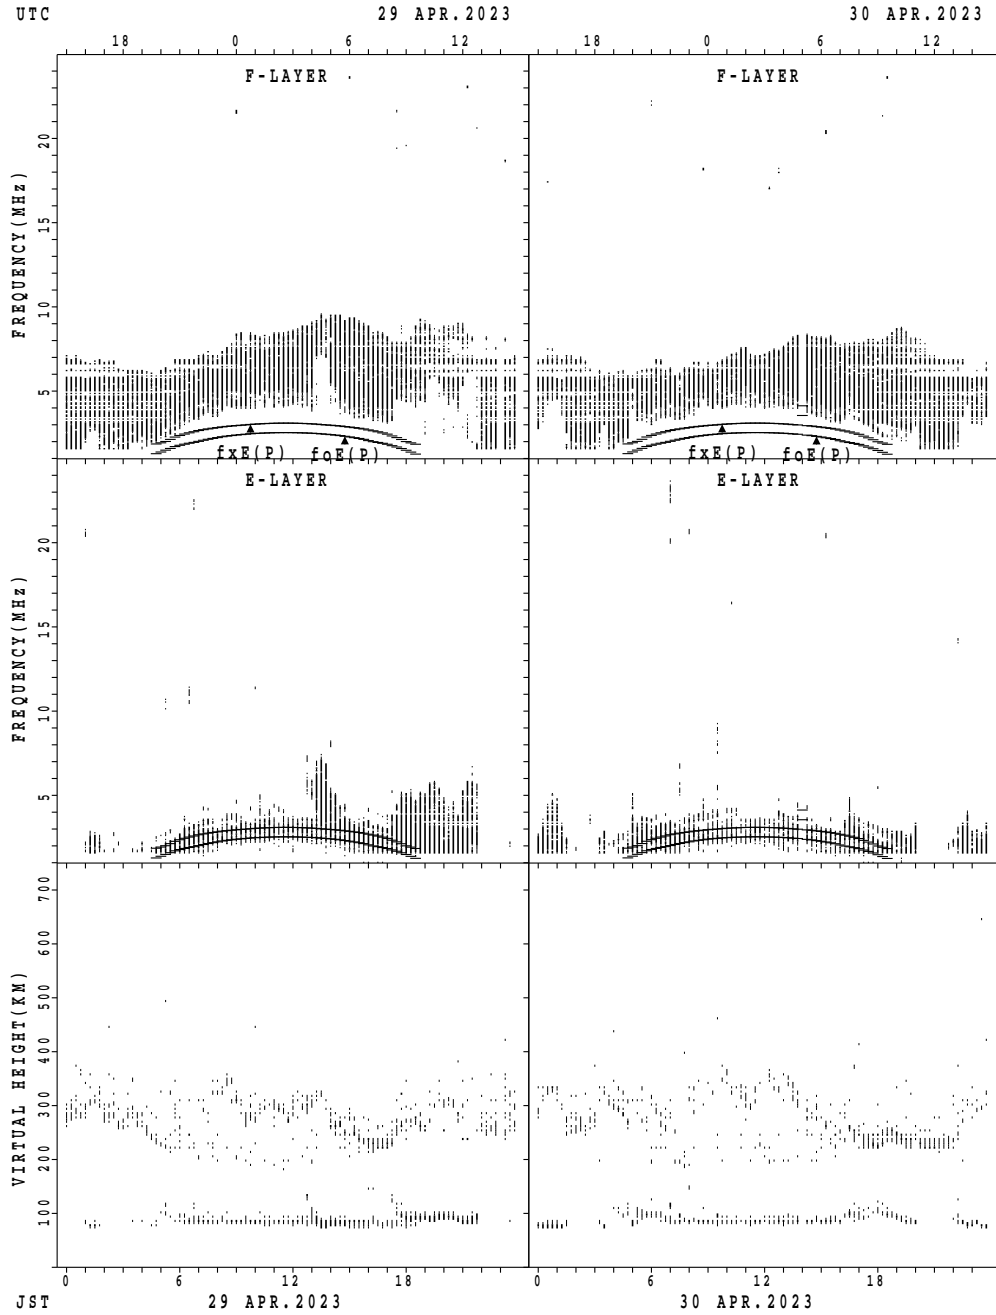 UTC 29 APR.2023 30 APR.2023
18 0 6 12 18 0 6 12
F-LAYER F-LAYER
FREQUENCY(MHz)
20
15
10
5
fxE(P) foE(P) fxE(P) foE(P)
E-LAYER E-LAYER
FREQUENCY(MHz)
20
15
10
5
VIRTUAL HEIGHT(KM)
700
600
500
400
300
200
100
0 6 12 18 0 6 12 18
JST 29 APR.2023 30 APR.2023